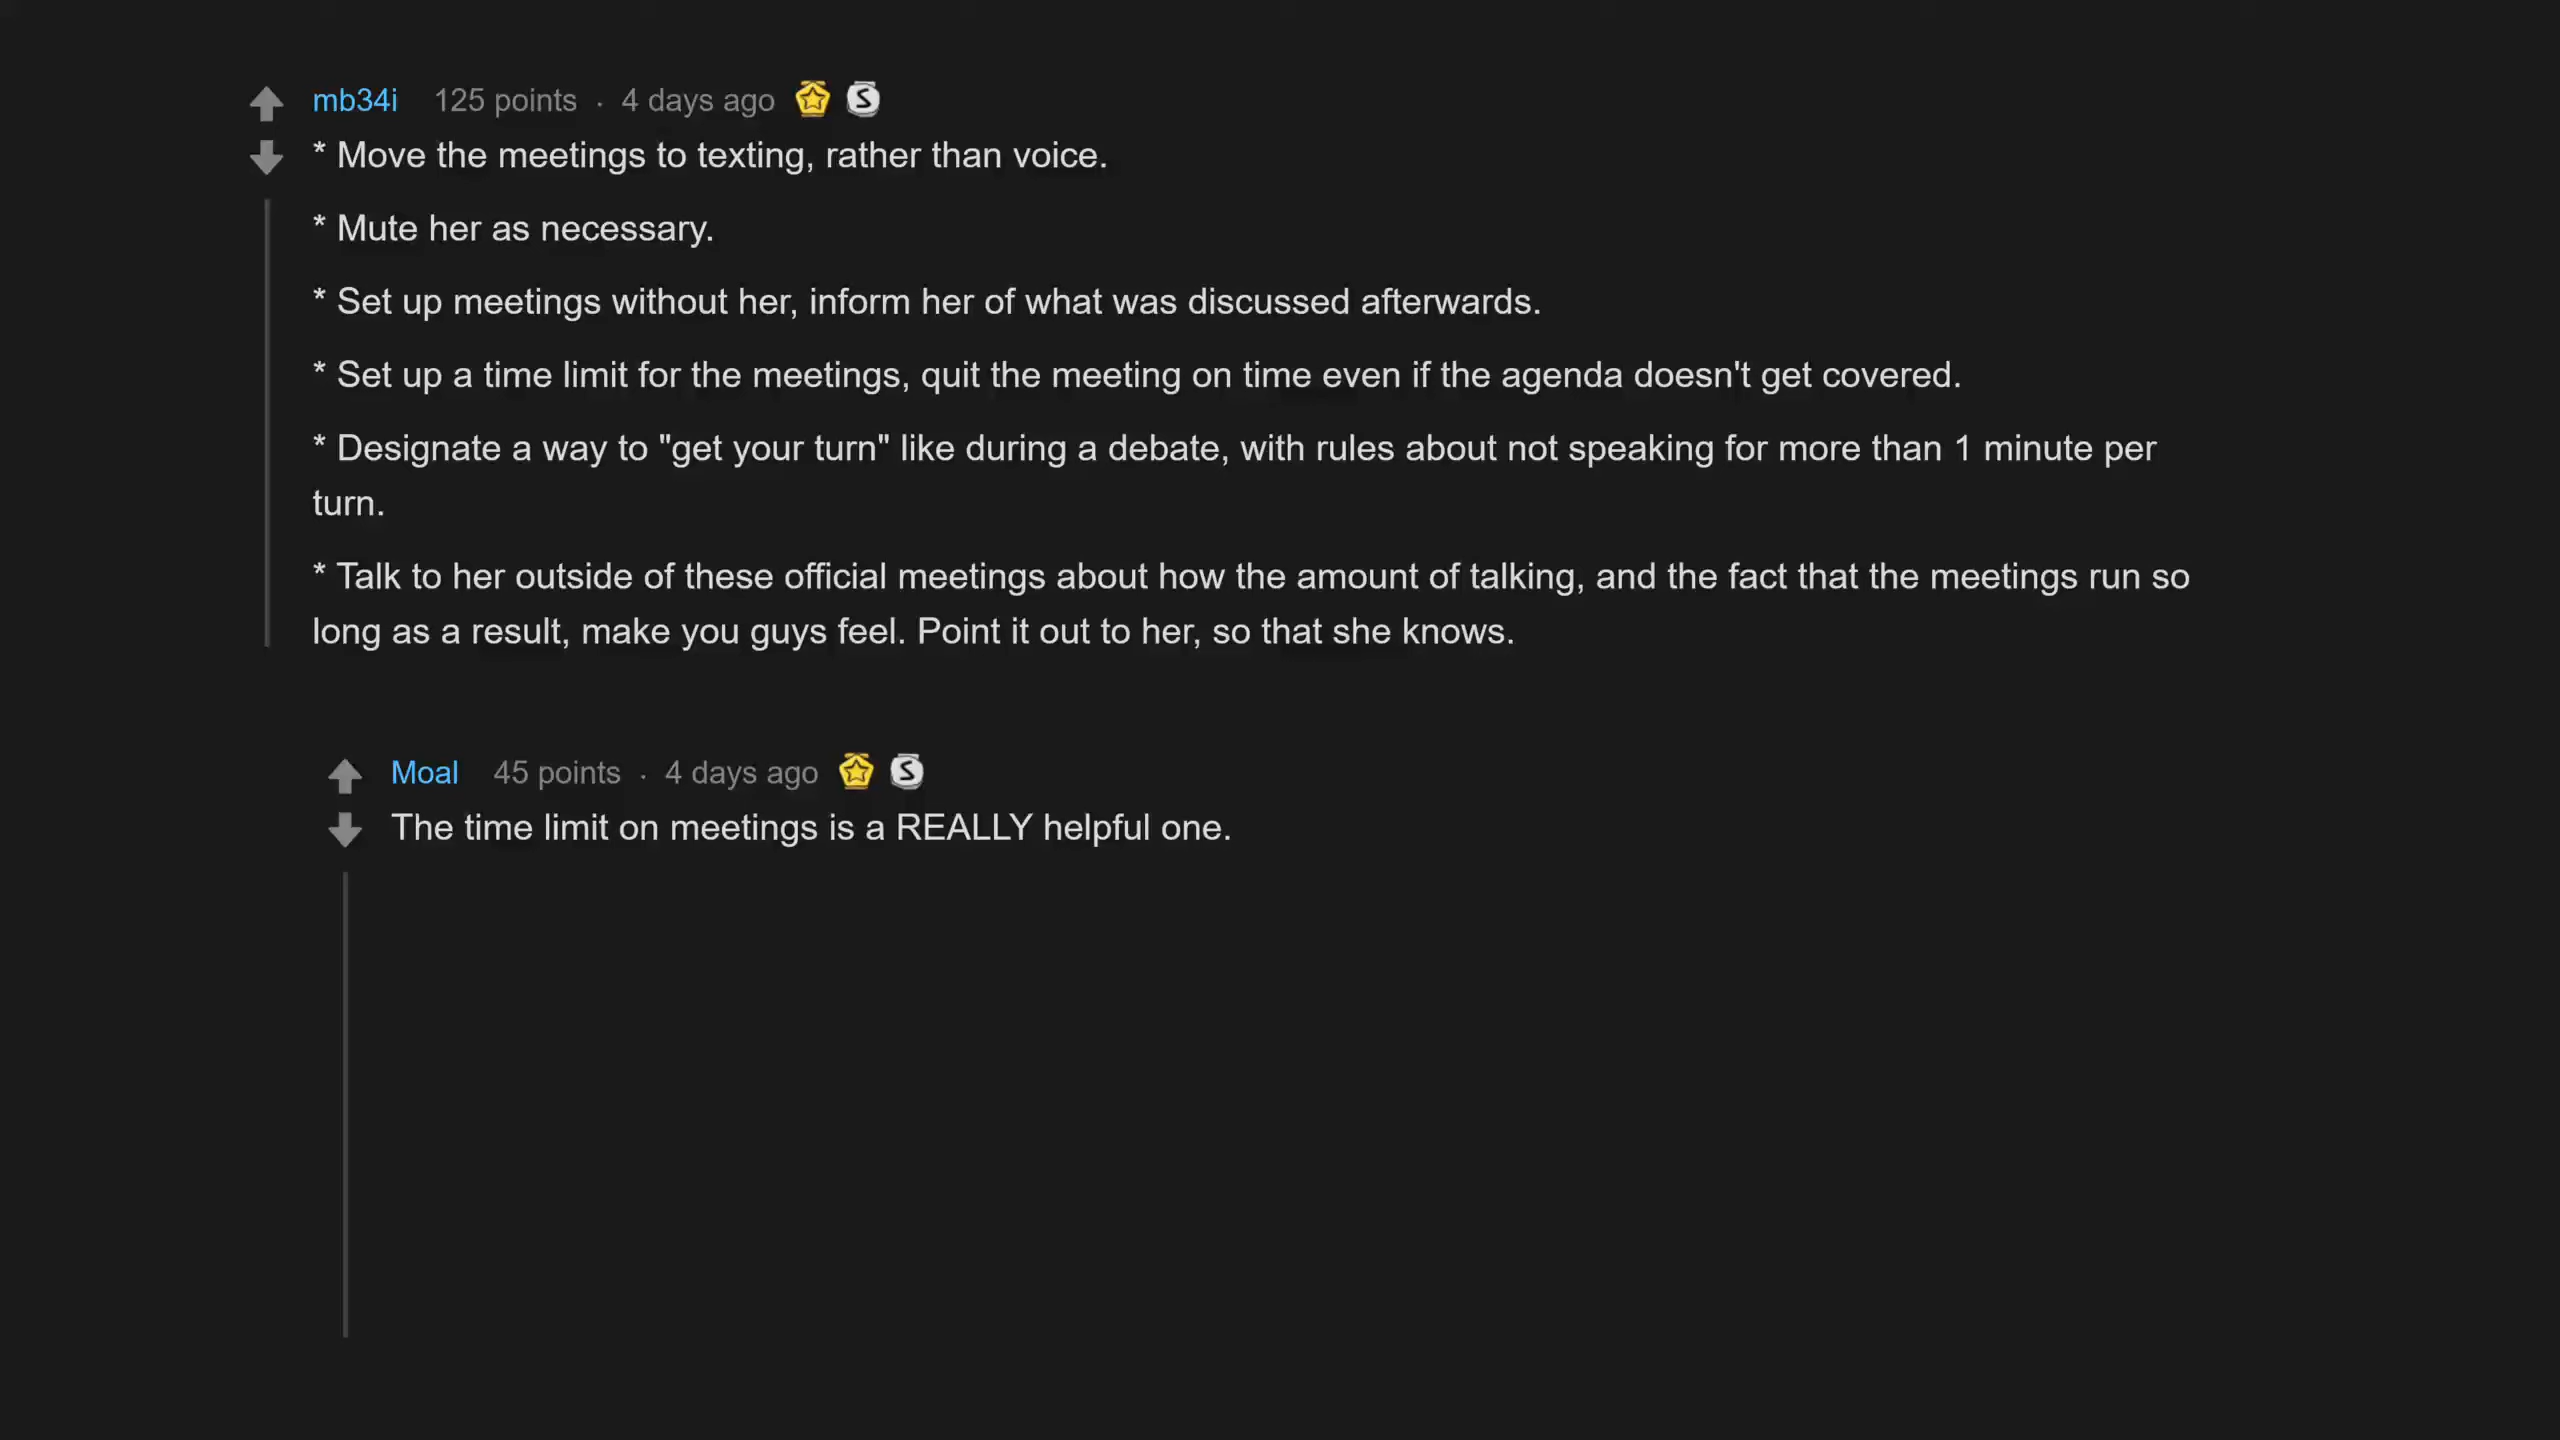 mb34i 125 points · 4 days ago
* Move the meetings to texting, rather than voice.
* Mute her as necessary.
* Set up meetings without her, inform her of what was discussed afterwards.
* Set up a time limit for the meetings, quit the meeting on time even if the agenda doesn't get covered.
* Designate a way to "get your turn" like during a debate, with rules about not speaking for more than 1 minute per
turn.
* Talk to her outside of these official meetings about how the amount of talking, and the fact that the meetings run so
long as a result, make you guys feel. Point it out to her, so that she knows.
Moal 45 points · 4 days ago
The time limit on meetings is a REALLY helpful one.